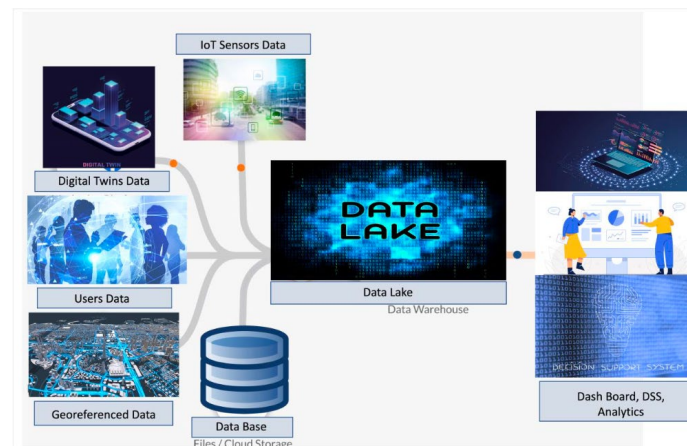 IoT Sensors Data
DIGITAL TWIN
Digital Twins Data
DATA
LAKE
Users Data
Data Lake
Data Warehouse
DECISION SUPPORT SYSTEM
Georeferenced Data
Data Base
Files / Cloud Storage
Dash Board, DSS,
Analytics